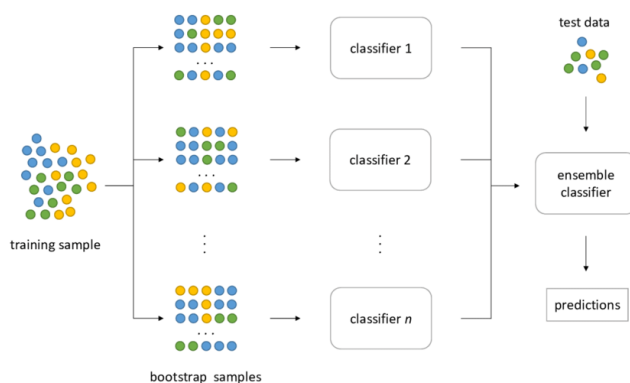 test data
classifier 1
...
classifier 2
...
ensemble
classifier
training sample
classifier n
predictions
...
bootstrap samples